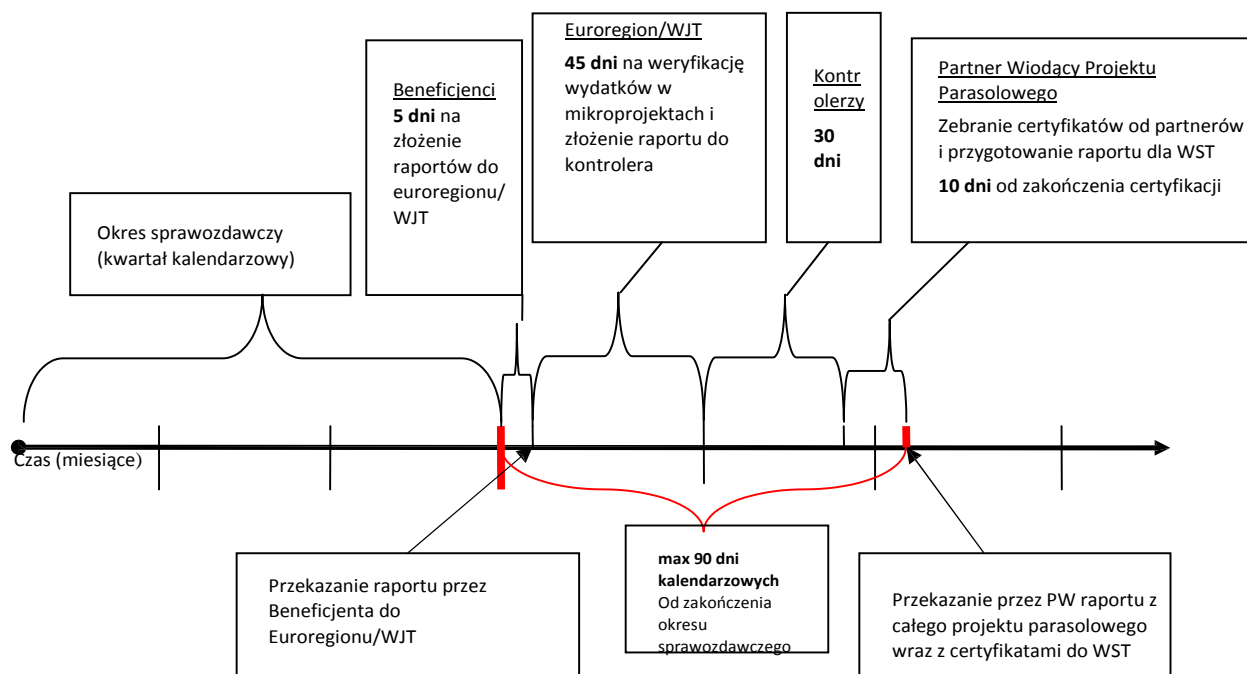 Okres sprawozdawczy
(kwartał kalendarzowy)
Beneficjenci
5 dni na
złożenie
raportów do
euroregionu/
WJT
Euroregion/WJT
45 dni na weryfikację
wydatków w
mikroprojektach i
złożenie raportu do
kontrolera
Kontr
olerzy
30
dni
Partner Wiodący Projektu
Parasolowego
Zebranie certyfikatów od partnerów
i przygotowanie raportu dla WST
10 dni od zakończenia certyfikacji
Czas (miesiące)
Przekazanie raportu przez
Beneficjenta do
Euroregionu/WJT
max 90 dni
kalendarzowych
Od zakończenia
okresu
sprawozdawczego
Przekazanie przez PW raportu z
całego projektu parasolowego
wraz z certyfikatami do WST